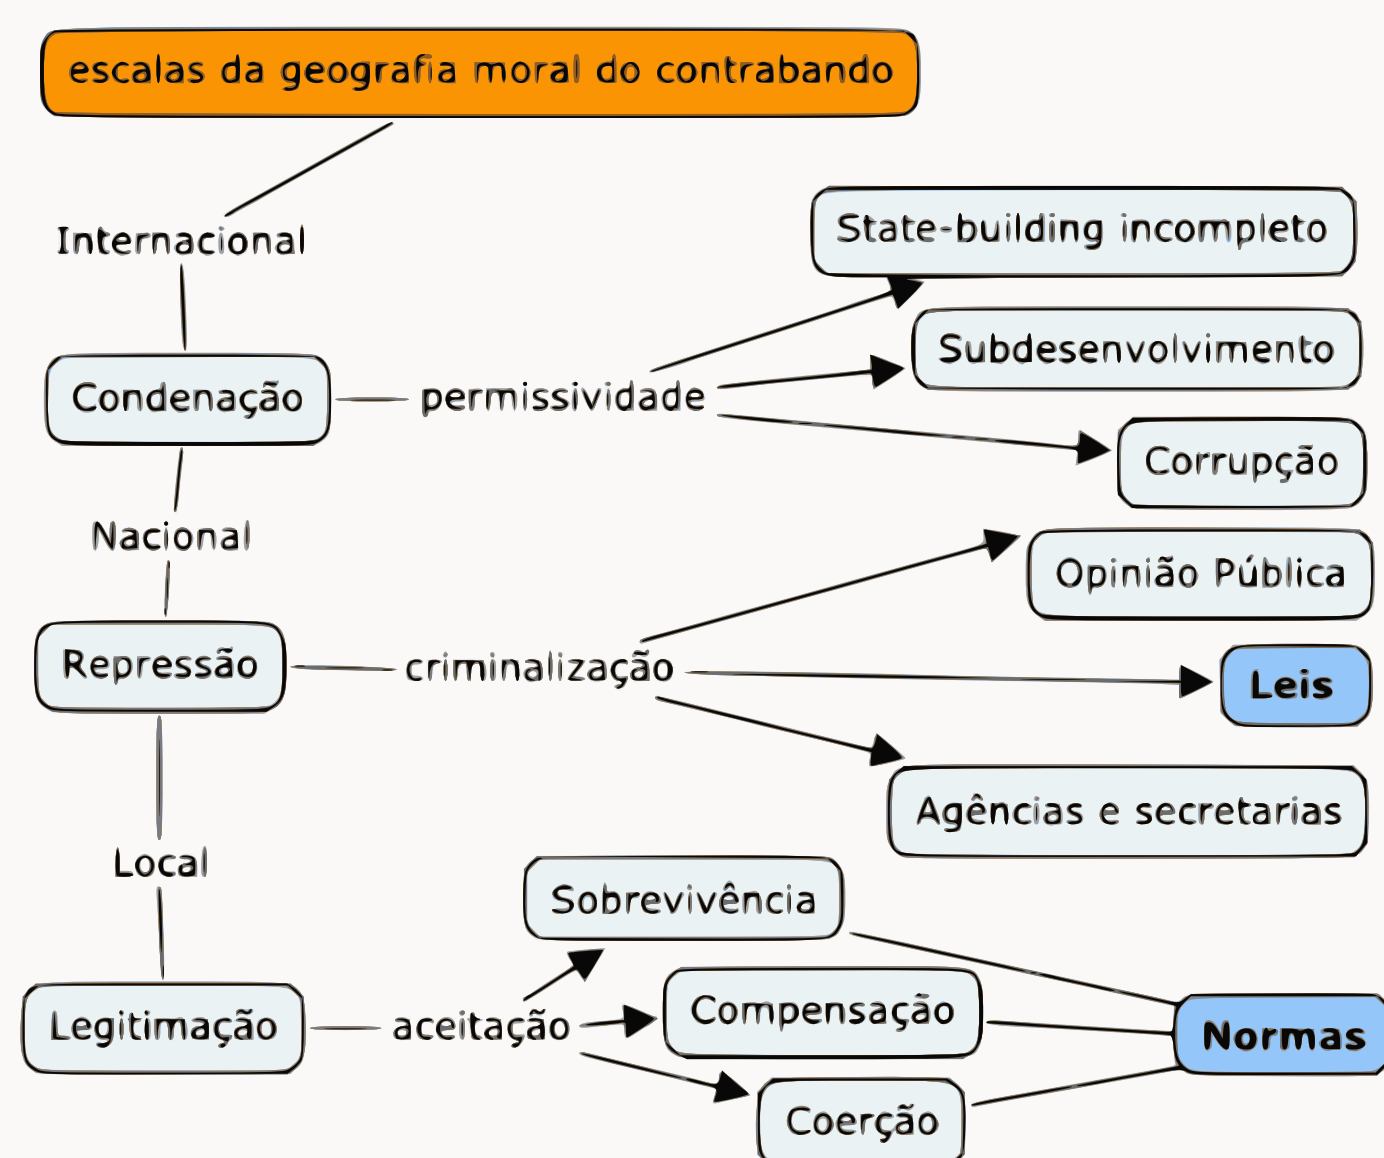 escalas da geografia moral do contrabando
Internacional
State-building incompleto
Subdesenvolvimento
Condenação
permissividade
Corrupção
Nacional
Opinião Pública
Repressão
criminalização
Leis
Agências e secretarias
Local
Sobrevivência
Legitimação
aceitação
Compensação
Normas
Coerção